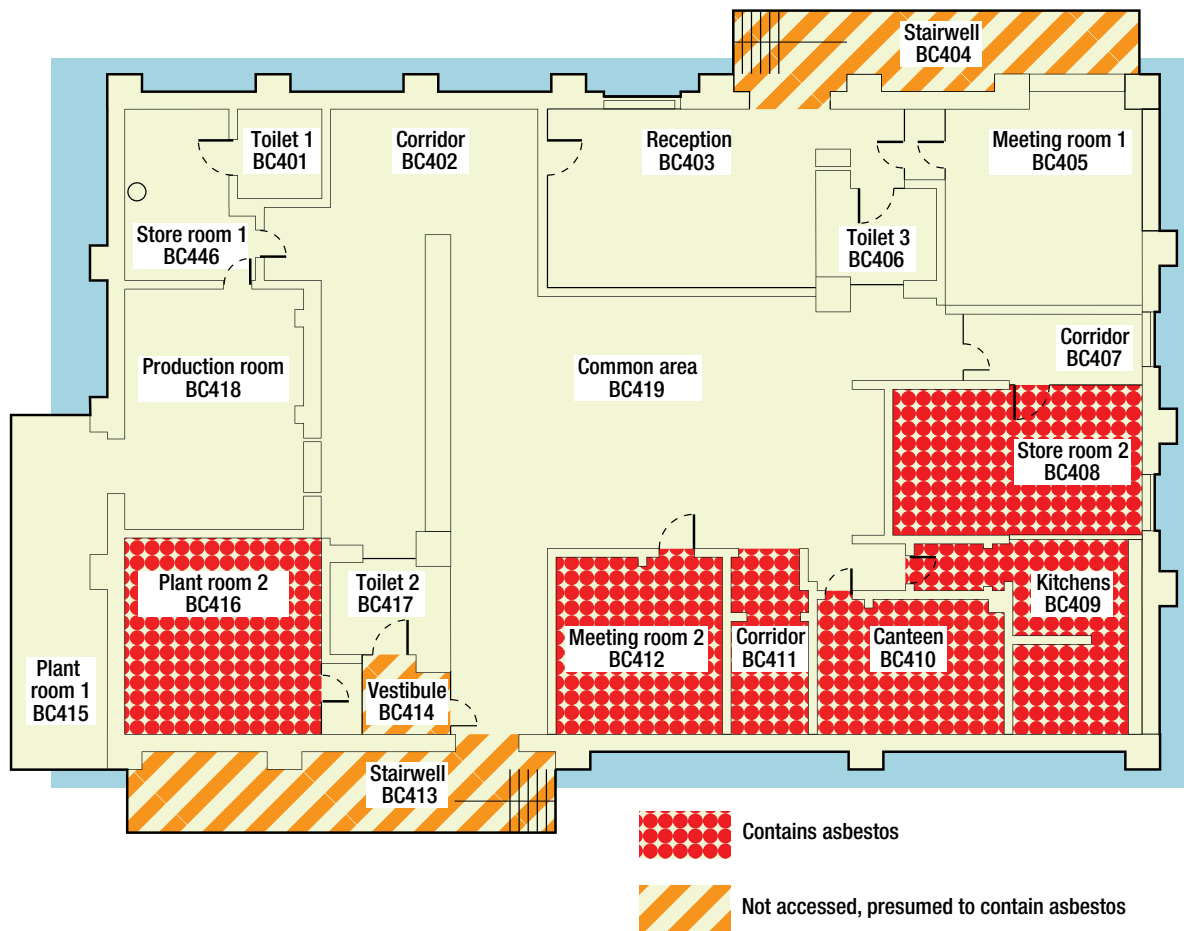 Stairwell
BC404
Toilet 1
BC401
Corridor
BC402
Reception
BC403
Meeting room 1
BC405
Store room 1
BC446
Toilet 3
BC406
Production room
BC418
Common area
BC419
Corridor
BC407
Store room 2
BC408
Plant room 2
BC416
Toilet 2
BC417
Kitchens
BC409
Meeting room 2
BC412
Corridor
BC411
Canteen
BC410
Plant
room 1
BC415
Vestibule
BC414
Stairwell
BC413
Contains asbestos
Not accessed, presumed to contain asbestos